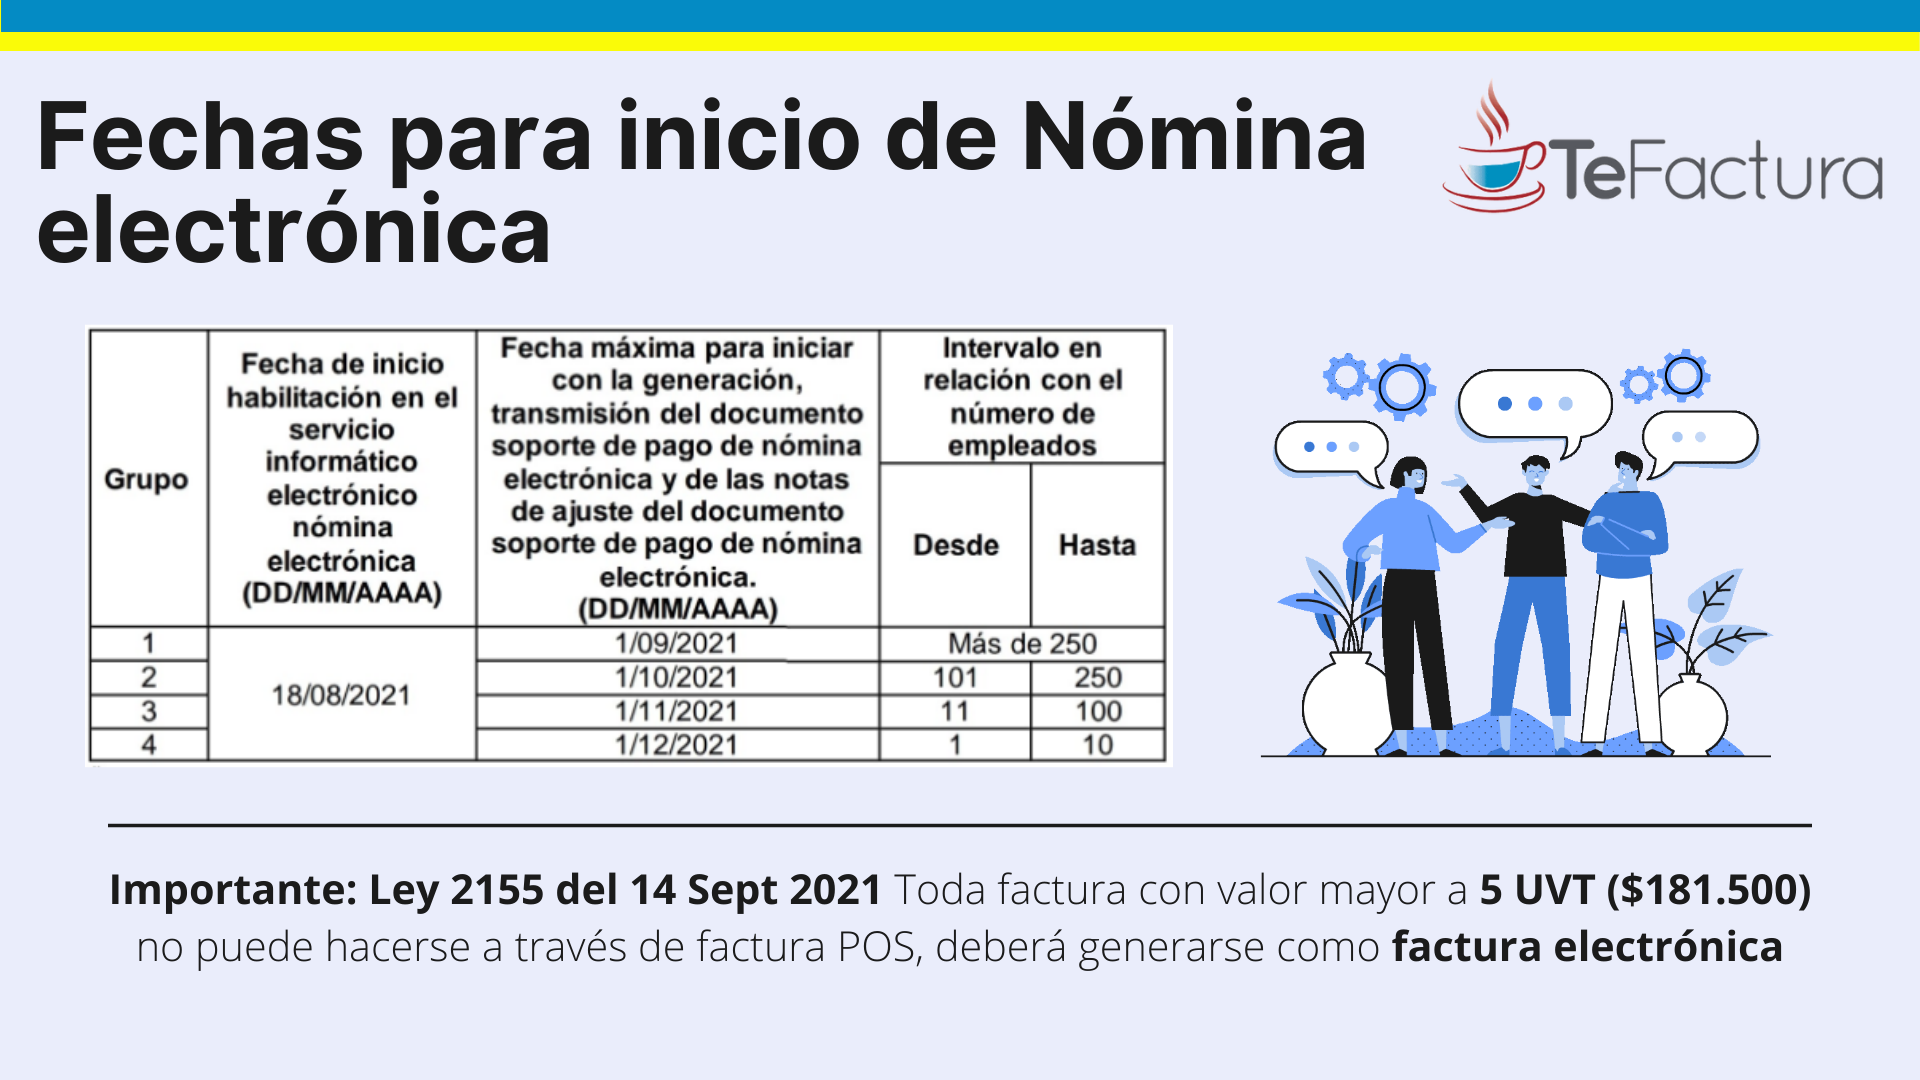 Fechas para inicio de Nómina
electrónica
TeFactura
Grupo
Fecha de inicio
habilitación en el
servicio
informático
electrónico
nómina
electrónica
(DD/MM/AAAA)
Fecha máxima para iniciar
con la generación,
transmisión del documento
soporte de pago de nómina
electrónica y de las notas
de ajuste del documento
soporte de pago de nómina
electrónica.
(DD/MM/AAAA)
Intervalo en
relación con el
número de
empleados
Desde Hasta
1 1/09/2021 Más de 250
2 1/10/2021 101 250
18/08/2021
3 1/11/2021 11 100
4 1/12/2021 1 10
Importante: Ley 2155 del 14 Sept 2021 Toda factura con valor mayor a 5 UVT ($181.500)
no puede hacerse a través de factura POS, deberá generarse como factura electrónica